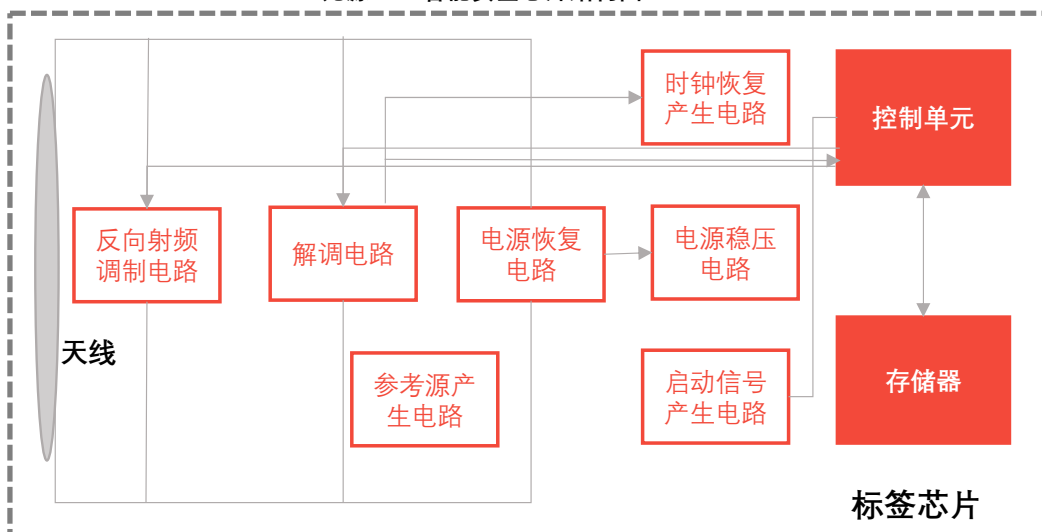 时钟恢复
产生电路
控制单元
反向射频
调制电路
解调电路
电源恢复
电路
电源稳压
电路
天线
参考源产
生电路
启动信号
产生电路
存储器
标签芯片